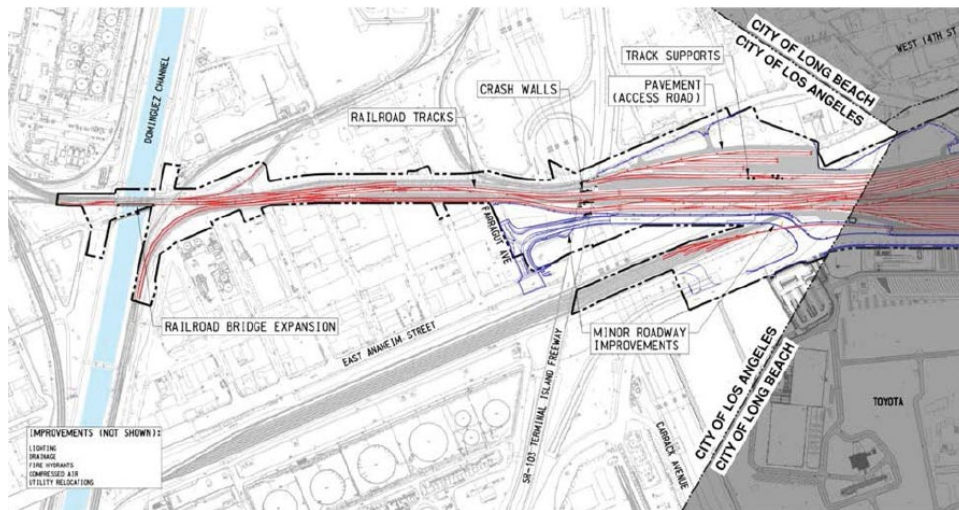 CITY OF LONG BEACH
CITY OF LOS ANGELES
WEST 14TH ST
TRACK SUPPORTS
PAVEMENT
(ACCESS ROAD)
CRASH WALLS
RAILROAD TRACKS
DOMINGUEZ CHANNEL
FARRAGUT AVE
RAILROAD BRIDGE EXPANSION
EAST ANAHEIM STREET
SR-103 TERMINAL ISLAND FREEWAY
MINOR ROADWAY
IMPROVEMENTS
CARRACK AVENUE
CITY OF LOS ANGELES
CITY OF LONG BEACH
TOYOTA
IMPROVEMENTS (NOT SHOWN):
LIGHTING
DRAINAGE
FIRE HYDRANTS
COMPRESSED AIR
UTILITY RELOCATIONS